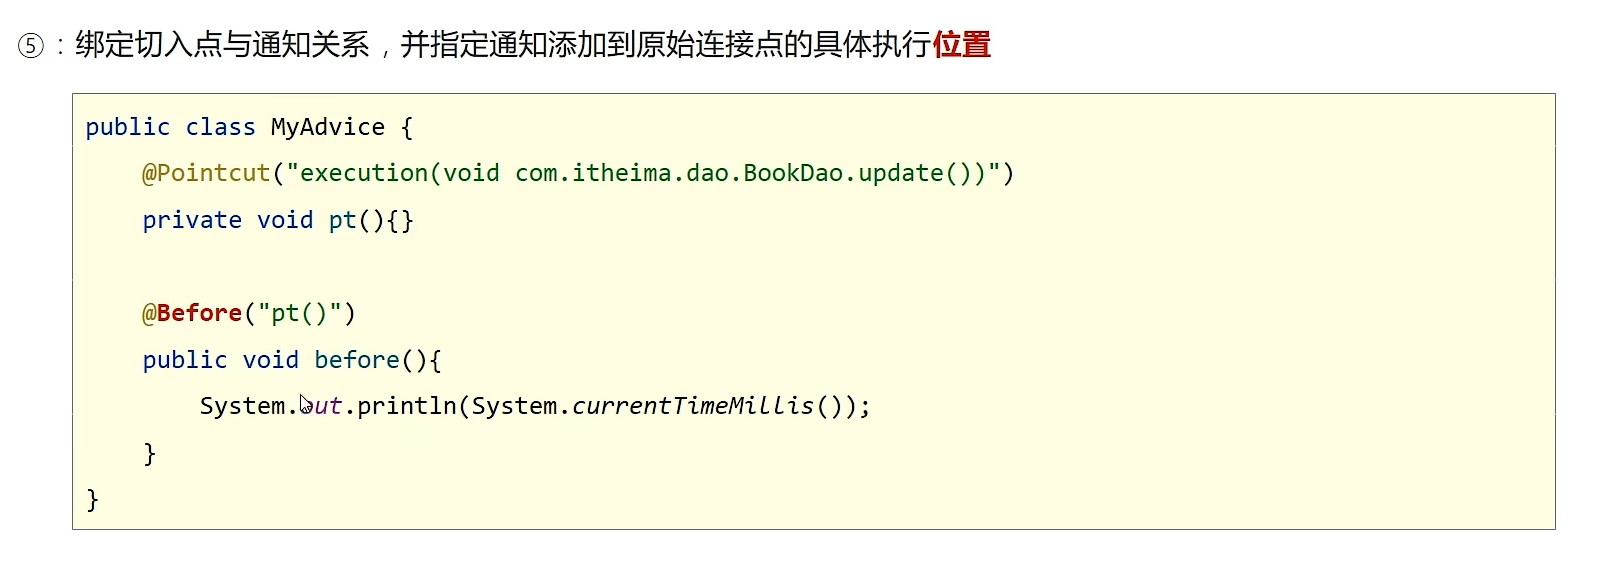 ⑤：绑定切入点与通知关系，并指定通知添加到原始连接点的具体执行位置
public class MyAdvice {
    @Pointcut("execution(void com.itheima.dao.BookDao.update())")
    private void pt(){}
    @Before("pt()")
    public void before(){
        System.out.println(System.currentTimeMillis());
    }
}